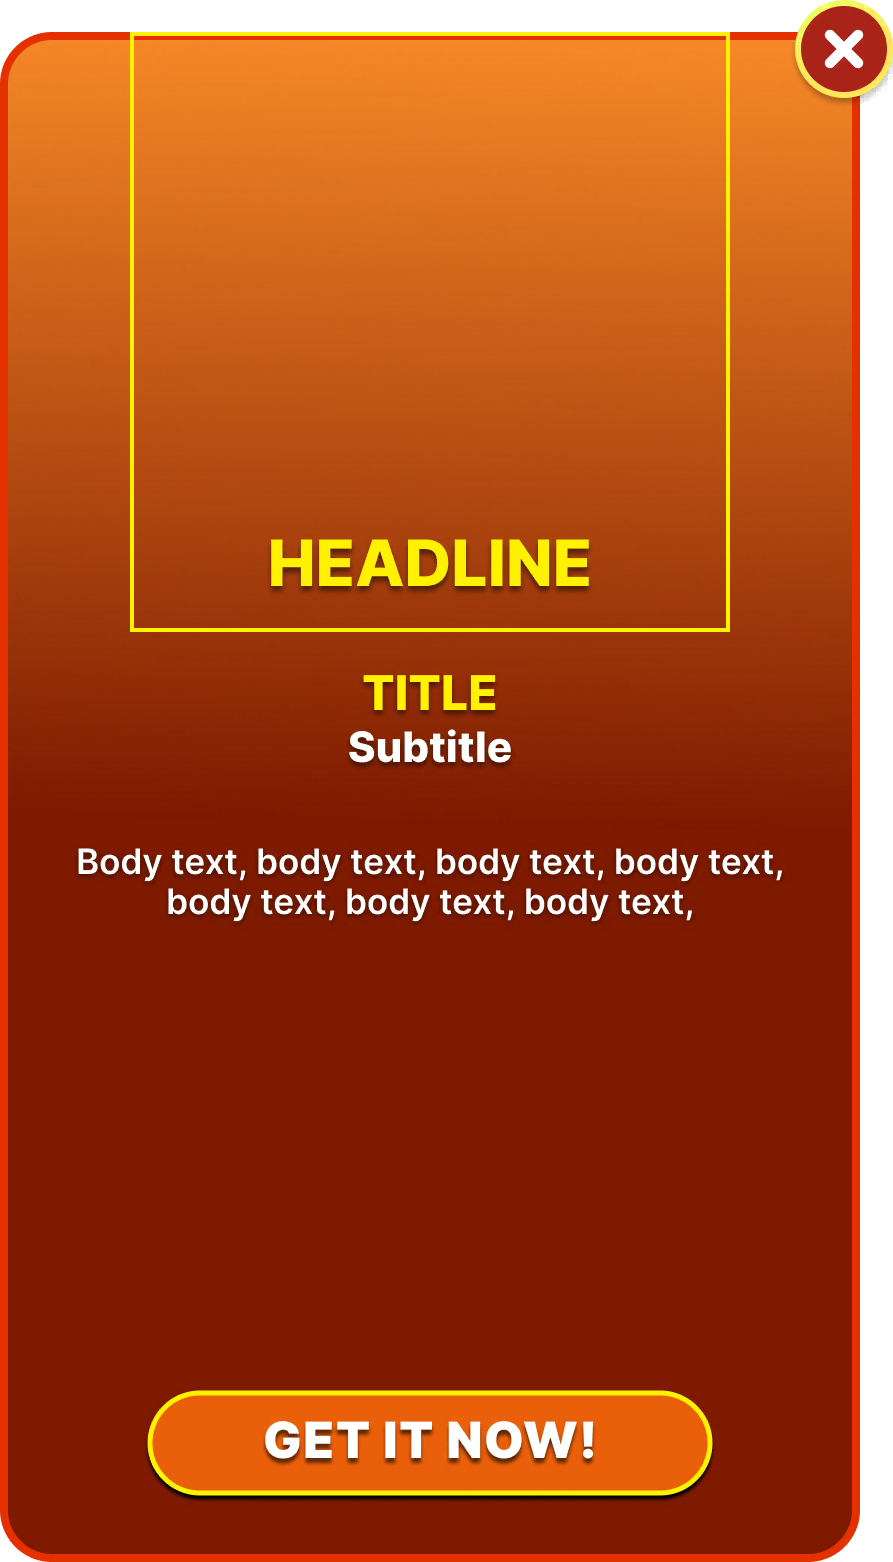 HEADLINE
TITLE
Subtitle
Body text, body text, body text, body text,
body text, body text, body text,
GET IT NOW!